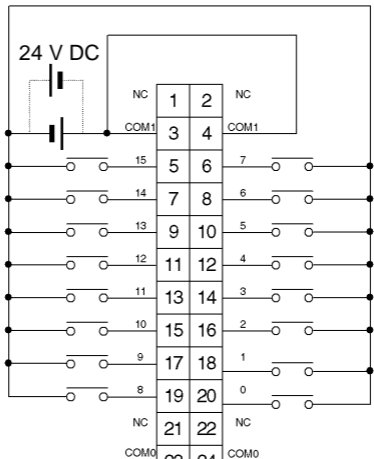 24 V DC
NC 1 2 NC
COM1 3 4 COM1
15 5 6 7
14 7 8 6
13 9 10 5
12 11 12 4
11 13 14 3
10 15 16 2
9 17 18 1
8 19 20 0
NC 21 22 NC
COM0 23 24 COM0